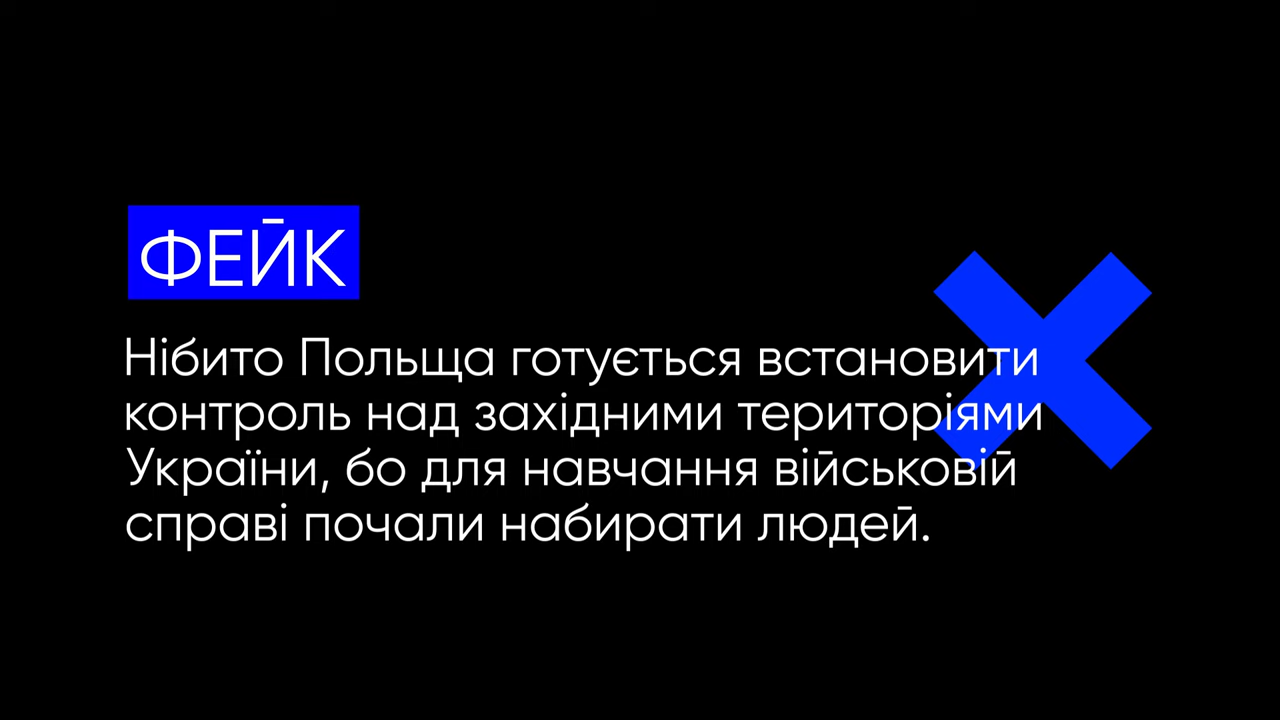 ФЕЙК
Нібито Польща готується встановити
контроль над західними територіями
України, бо для навчання військовій
справі почали набирати людей.